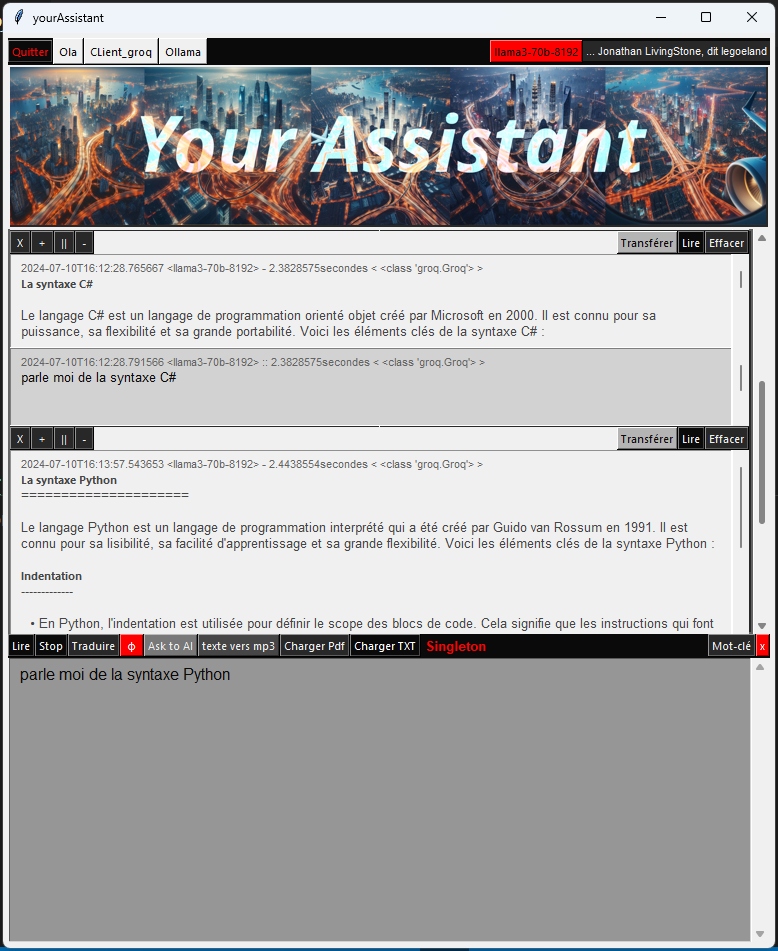 yourAssistant
Quitter Ola CLient_groq Ollama llama3-70b-8192 ... Jonathan LivingStone, dit legoeland
Your Assistant
X + || - Transférer Lire Effacer
2024-07-10T16:12:28.765667 <llama3-70b-8192> - 2.3828575secondes < <class 'groq.Groq'> >
La syntaxe C#
Le langage C# est un langage de programmation orienté objet créé par Microsoft en 2000. Il est connu pour sa
puissance, sa flexibilité et sa grande portabilité. Voici les éléments clés de la syntaxe C# :
2024-07-10T16:12:28.791566 <llama3-70b-8192> :: 2.3828575secondes < <class 'groq.Groq'> >
parle moi de la syntaxe C#
X + || - Transférer Lire Effacer
2024-07-10T16:13:57.543653 <llama3-70b-8192> - 2.4438554secondes < <class 'groq.Groq'> >
La syntaxe Python
=====================
Le langage Python est un langage de programmation interprété qui a été créé par Guido van Rossum en 1991. Il est
connu pour sa lisibilité, sa facilité d'apprentissage et sa grande flexibilité. Voici les éléments clés de la syntaxe Python :
Indentation
-------------
• En Python, l'indentation est utilisée pour définir le scope des blocs de code. Cela signifie que les instructions qui font
Lire Stop Traduire ф Ask to AI texte vers mp3 Charger Pdf Charger TXT Singleton Mot-clé x
parle moi de la syntaxe Python